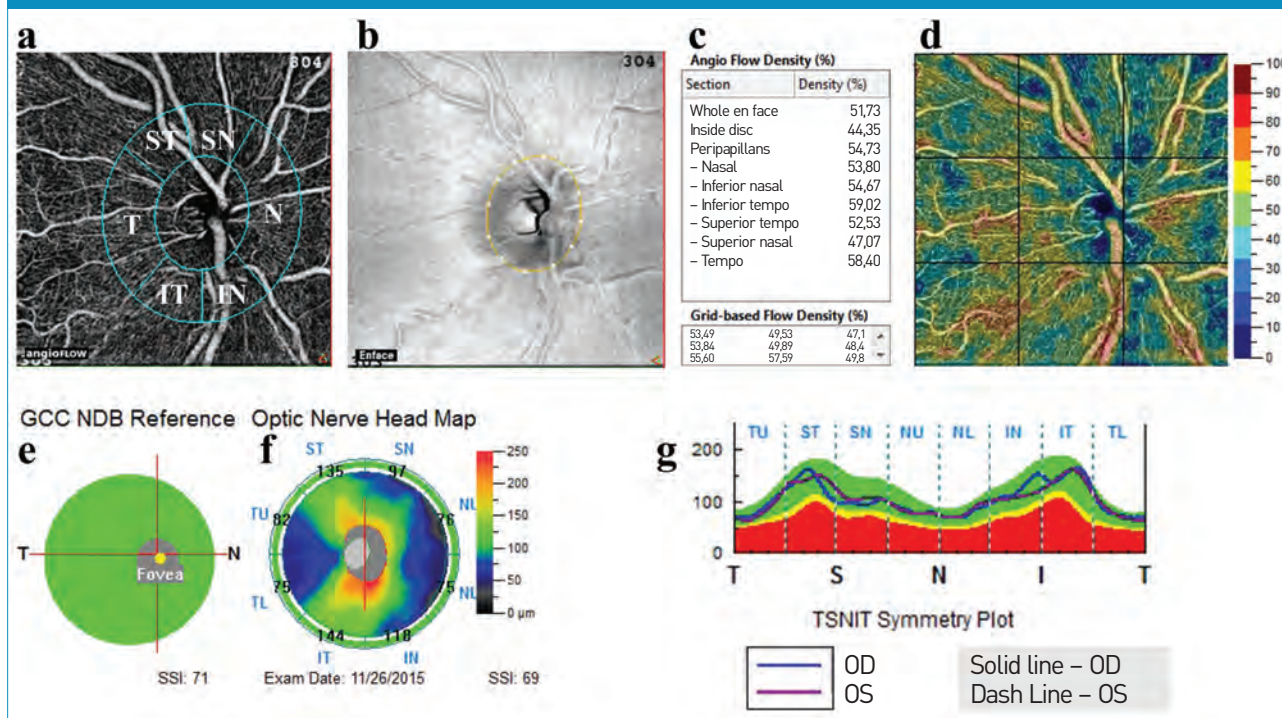 a
304
ST SN
T N
IT IN
angioFLOW
b
304
Enface
c
Angio Flow Density (%)
Section Density (%)
Whole en face 51,73
Inside disc 44,35
Peripapillans 54,73
– Nasal 53,80
– Inferior nasal 54,67
– Inferior tempo 59,02
– Superior tempo 52,53
– Superior nasal 47,07
– Tempo 58,40
Grid-based Flow Density (%)
53,49 49,53 47,1
53,84 49,89 48,4
55,60 57,59 49,8
d
100
90
80
70
60
50
40
30
20
10
0
GCC NDB Reference
e
T N
Fovea
SSI: 71
Optic Nerve Head Map
f
ST SN
135 97
TU NU
82 76
75
TL NU
144 118
IT IN
250
200
150
100
50
0 µm
Exam Date: 11/26/2015 SSI: 69
g
TU ST SN NU NL IN IT TL
200
100
0
T S N I T
TSNIT Symmetry Plot
OD Solid line – OD
OS Dash Line – OS